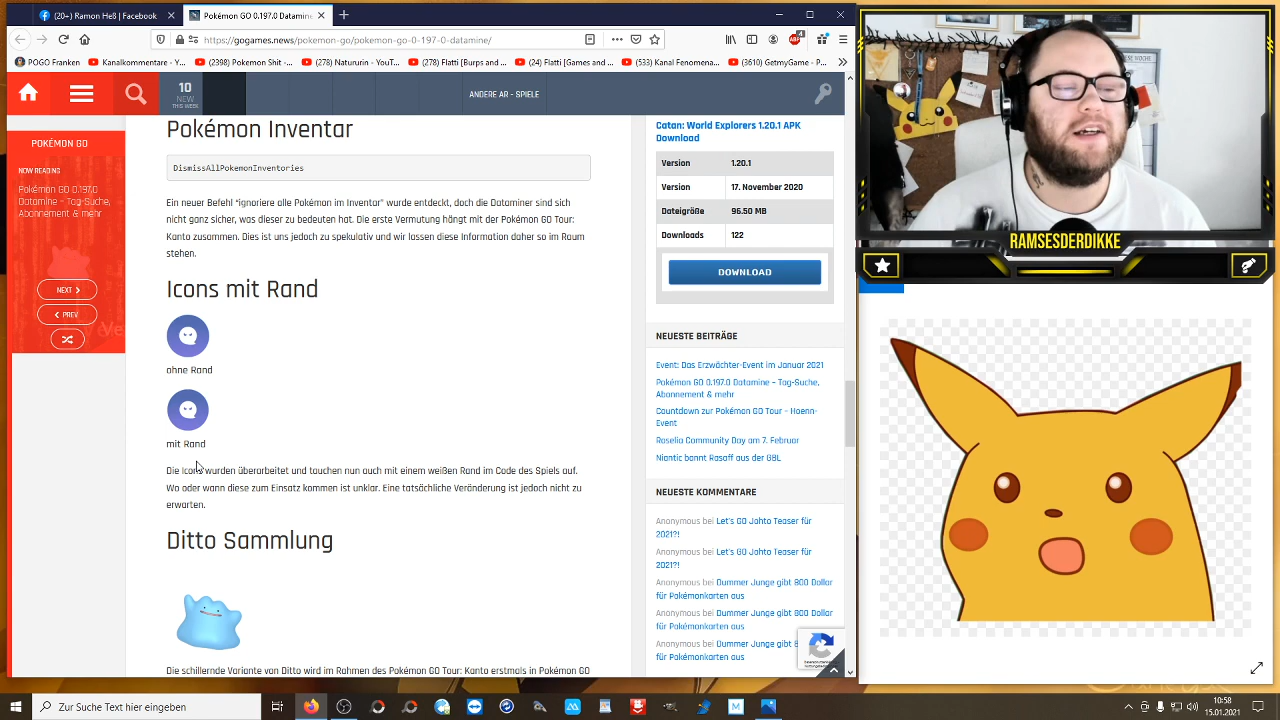 (20+) Ramon Heß | Facebook
Pokémon GO 0.197.0 Datamine
https://gogames.news/pokemon-go/pokemon-go-0-197-0-datamine/
4
POGO Franken
Kanalkommentare - Y...
(208) Pokemon Shit - ...
(278) Natururin - YouT...
(270) Flatti [Burps and ...
(24) Flatti [Games and ...
(533) Kanal Fenomena...
(3610) GetmyGame - P...
10
NEW
THIS WEEK
ANDERE AR - SPIELE
POKÉMON GO
NOW READING
Pokémon GO 0.197.0
Datamine – Tag-Suche,
Abonnement & mehr
NEXT
PREV
Pokémon Inventar
DismissAllPokemonInventories
Ein neuer Befehl "ignoriere alle Pokémon im Inventar" wurde entdeckt, doch die Dataminer sind sich
nicht ganz sicher, was dieser zu bedeuten hat. Die erste Vermutung hängt mit der Pokémon GO Tour:
Kanto zusammen. Dies ist uns jedoch zu spekulativ und wir lassen diese Information daher so im Raum
stehen.
Icons mit Rand
ohne Rand
mit Rand
Die Icons wurden überarbeitet und tauchen nun auch mit einem weißen Rand im Code des Spiels auf.
Wo oder wann diese zum Einsatz kommen ist unklar. Eine tatsächliche Veränderung ist jedoch nicht zu
erwarten.
Ditto Sammlung
Die schillernde Variante von Ditto wird im Rahmen des Pokémon GO Tour: Kanto erstmals in Pokémon GO
Catan: World Explorers 1.20.1 APK
Download
Version 1.20.1
Version 17. November 2020
Dateigröße 96.50 MB
Downloads 122
DOWNLOAD
NEUESTE BEITRÄGE
Event: Das Erzwächter-Event im Januar 2021
Pokémon GO 0.197.0 Datamine – Tag-Suche,
Abonnement & mehr
Countdown zur Pokémon GO Tour – Hoenn-
Event
Roselia Community Day am 7. Februar
Niantic bannt Rasaff aus der GBL
NEUESTE KOMMENTARE
Anonymous bei Let's GO Johto Teaser für
2021?!
Anonymous bei Let's GO Johto Teaser für
2021?!
Anonymous bei Dummer Junge gibt 800 Dollar
für Pokémonkarten aus
Anonymous bei Dummer Junge gibt 800 Dollar
für Pokémonkarten aus
Anonymous bei Dummer Junge gibt 8
für Pokémonkarten aus
RAMSESDERDIKKE
Zur Suche Text hier eingeben
10:58
15.01.2021